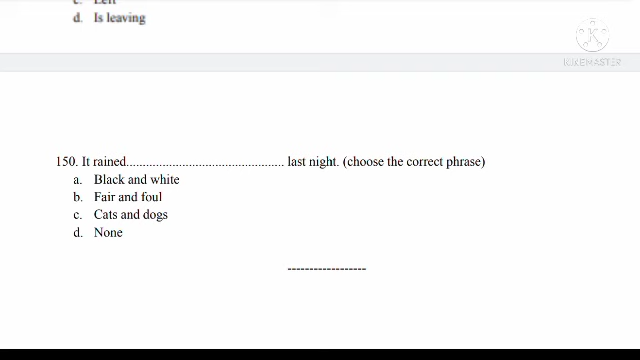 c. Left
d. Is leaving
KINEMASTER
150. It rained................................................ last night. (choose the correct phrase)
a. Black and white
b. Fair and foul
c. Cats and dogs
d. None
------------------